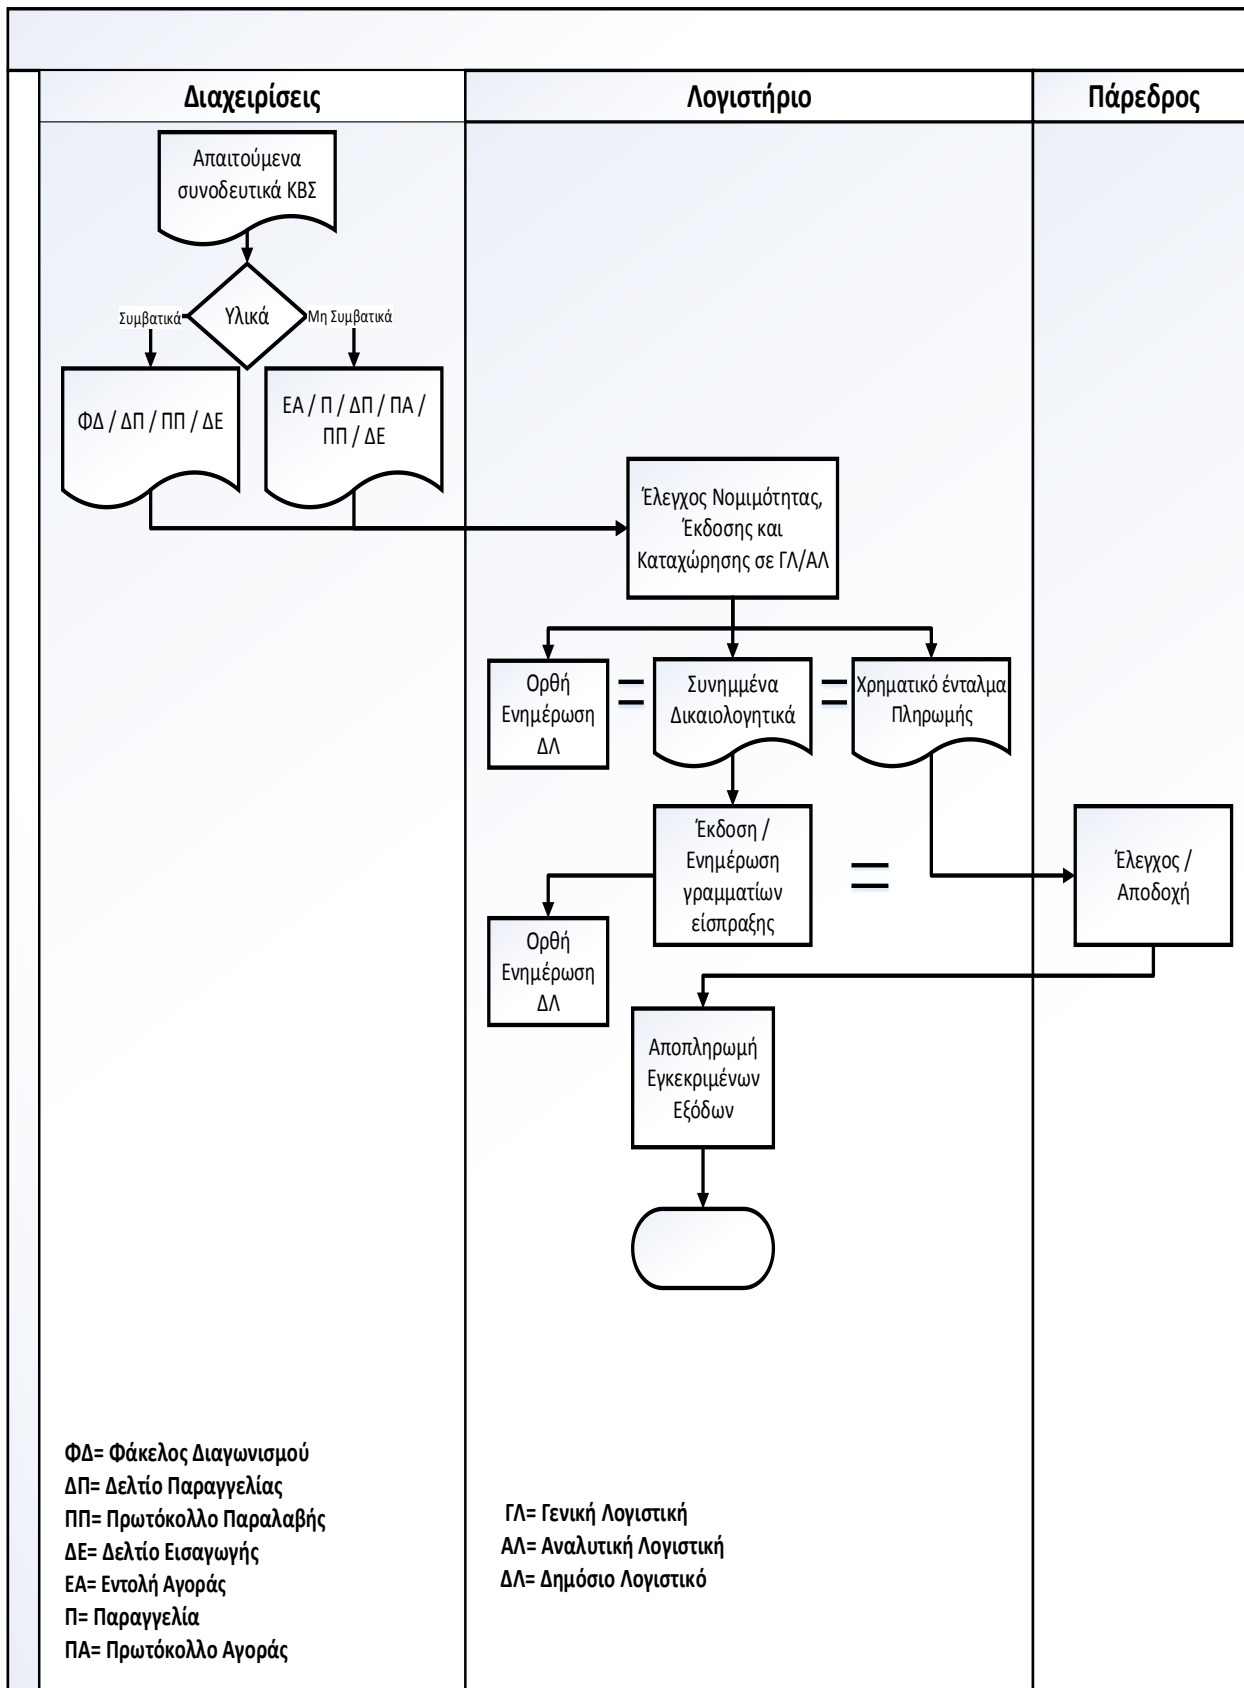 Διαχειρίσεις
Λογιστήριο
Πάρεδρος
Απαιτούμενα
συνοδευτικά ΚΒΣ
Υλικά
Συμβατικά
Μη Συμβατικά
ΦΔ / ΔΠ / ΠΠ / ΔΕ
ΕΑ / Π / ΔΠ / ΠΑ /
ΠΠ / ΔΕ
Έλεγχος Νομιμότητας,
Έκδοσης και
Καταχώρησης σε ΓΛ/ΑΛ
Ορθή
Ενημέρωση
ΔΛ
=
Συνημμένα
Δικαιολογητικά
=
Χρηματικό ένταλμα
Πληρωμής
Έκδοση /
Ενημέρωση
γραμματίων
είσπραξης
=
Έλεγχος /
Αποδοχή
Ορθή
Ενημέρωση
ΔΛ
Αποπληρωμή
Εγκεκριμένων
Εξόδων
ΦΔ= Φάκελος Διαγωνισμού
ΔΠ= Δελτίο Παραγγελίας
ΠΠ= Πρωτόκολλο Παραλαβής
ΔΕ= Δελτίο Εισαγωγής
ΕΑ= Εντολή Αγοράς
Π= Παραγγελία
ΠΑ= Πρωτόκολλο Αγοράς
ΓΛ= Γενική Λογιστική
ΑΛ= Αναλυτική Λογιστική
ΔΛ= Δημόσιο Λογιστικό